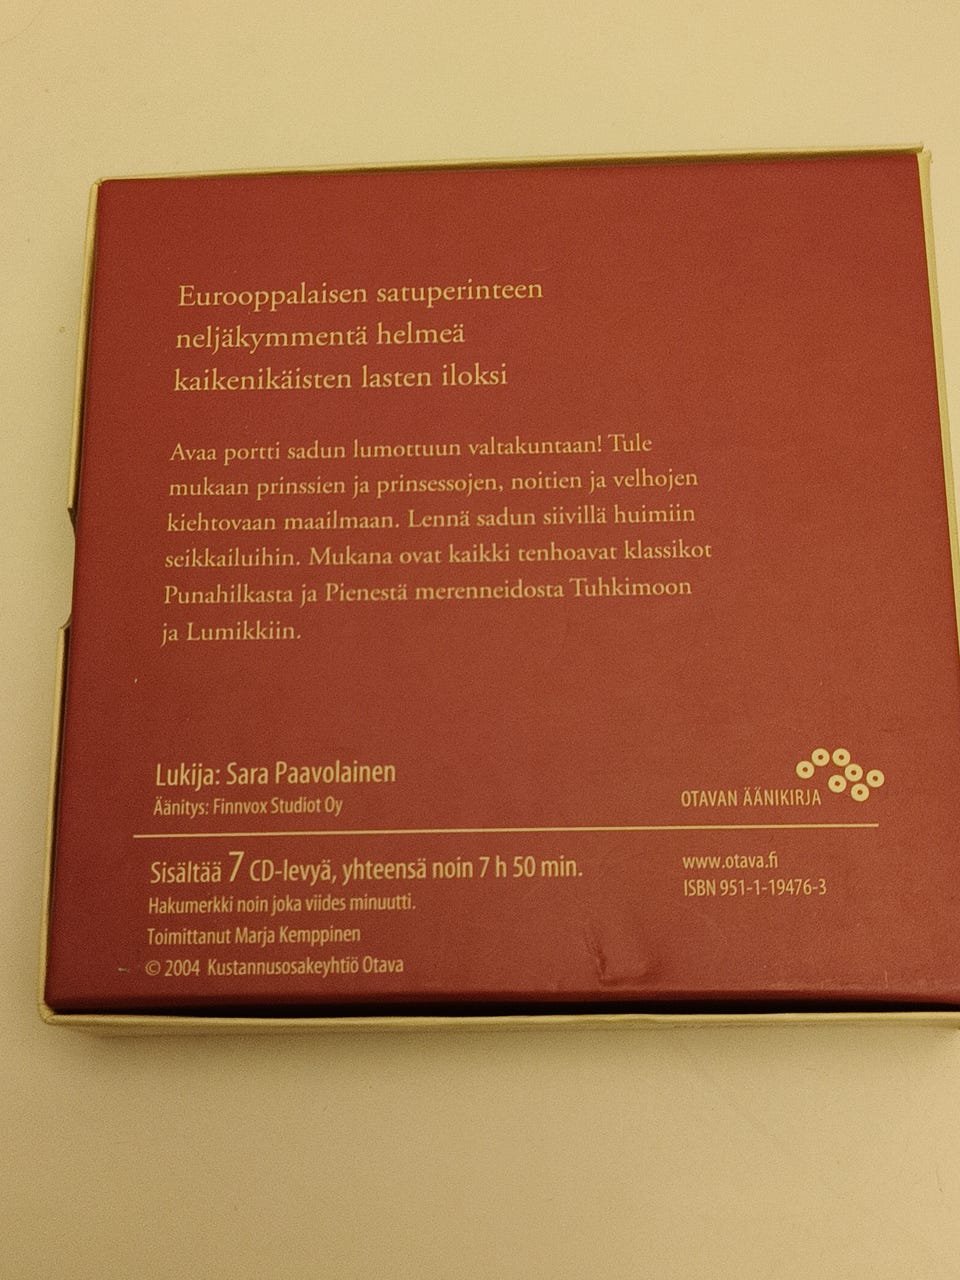 Eurooppalaisen satuperinteen
neljäkymmentä helmeä
kaikenikäisten lasten iloksi
Avaa portti sadun lumottuun valtakuntaan! Tule
mukaan prinssien ja prinsessojen, noitien ja velhojen
kiehtovaan maailmaan. Lennä sadun siivillä huimiin
seikkailuihin. Mukana ovat kaikki tenhoavat klassikot
Punahilkasta ja Pienestä merenneidosta Tuhkimoon
ja Lumikkiin.
Lukija: Sara Paavolainen
Äänitys: Finnvox Studiot Oy
OTAVAN ÄÄNIKIRJA
Sisältää 7 CD-levyä, yhteensä noin 7 h 50 min.
Hakumerkki noin joka viides minuutti.
Toimittanut Marja Kemppinen
© 2004 Kustannusosakeyhtiö Otava
www.otava.fi
ISBN 951-1-19476-3